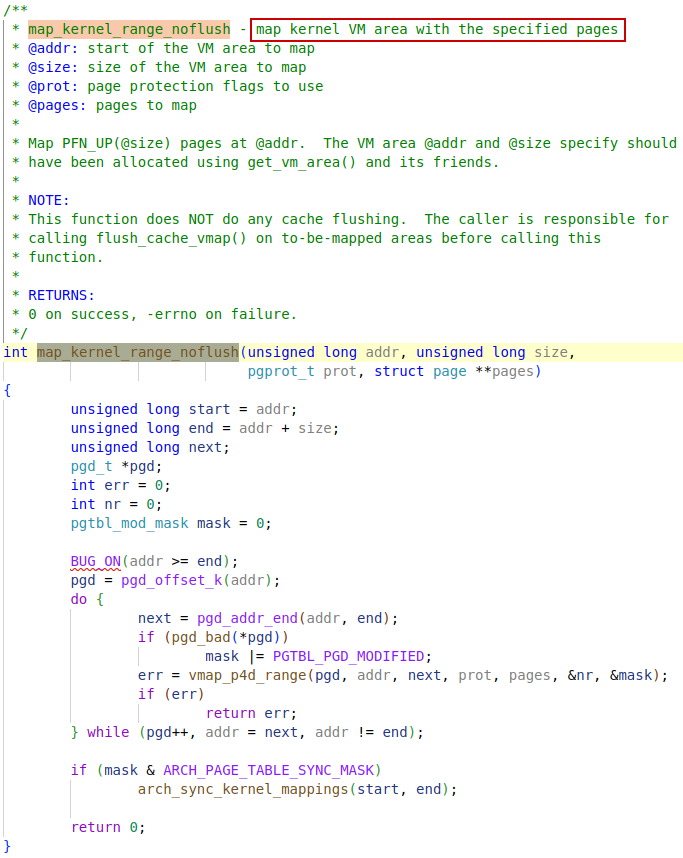 /**
 * map_kernel_range_noflush - map kernel VM area with the specified pages
 * @addr: start of the VM area to map
 * @size: size of the VM area to map
 * @prot: page protection flags to use
 * @pages: pages to map
 *
 * Map PFN_UP(@size) pages at @addr.  The VM area @addr and @size specify should
 * have been allocated using get_vm_area() and its friends.
 *
 * NOTE:
 * This function does NOT do any cache flushing.  The caller is responsible for
 * calling flush_cache_vmap() on to-be-mapped areas before calling this
 * function.
 *
 * RETURNS:
 * 0 on success, -errno on failure.
 */
int map_kernel_range_noflush(unsigned long addr, unsigned long size,
                             pgprot_t prot, struct page **pages)
{
        unsigned long start = addr;
        unsigned long end = addr + size;
        unsigned long next;
        pgd_t *pgd;
        int err = 0;
        int nr = 0;
        pgtbl_mod_mask mask = 0;

        BUG_ON(addr >= end);
        pgd = pgd_offset_k(addr);
        do {
                next = pgd_addr_end(addr, end);
                if (pgd_bad(*pgd))
                        mask |= PGTBL_PGD_MODIFIED;
                err = vmap_p4d_range(pgd, addr, next, prot, pages, &nr, &mask);
                if (err)
                        return err;
        } while (pgd++, addr = next, addr != end);

        if (mask & ARCH_PAGE_TABLE_SYNC_MASK)
                arch_sync_kernel_mappings(start, end);

        return 0;
}